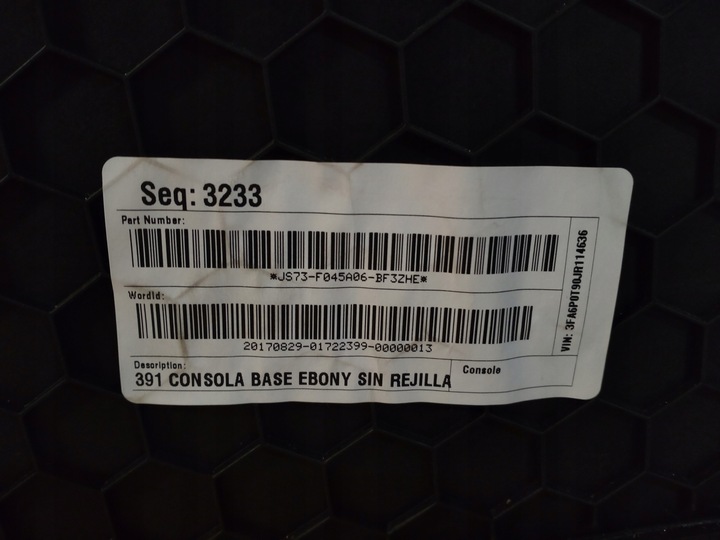 Seq: 3233
Part Number:
*JS73-F045A06-BF3ZHE*
WordId:
20170829-01722399-00000013
Description:
391 CONSOLA BASE EBONY SIN REJILLA
Console
VIN: 3FA6P0T90JR114636